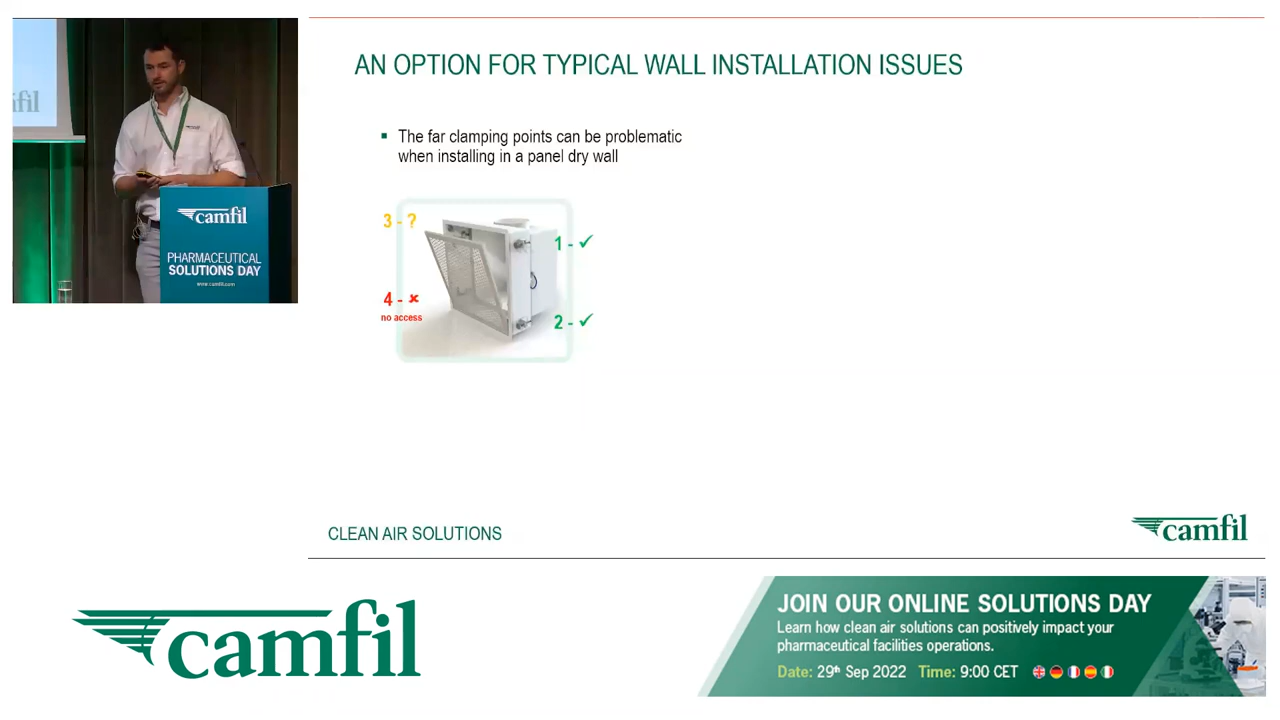 AN OPTION FOR TYPICAL WALL INSTALLATION ISSUES
The far clamping points can be problematic
when installing in a panel dry wall
3 - ?
1 - ✓
4 - ✘
no access
2 - ✓
fil
camfil
PHARMACEUTICAL
SOLUTIONS DAY
www.camfil.com
CLEAN AIR SOLUTIONS
camfil
camfil
JOIN OUR ONLINE SOLUTIONS DAY
Learn how clean air solutions can positively impact your
pharmaceutical facilities operations.
Date: 29th Sep 2022 Time: 9:00 CET